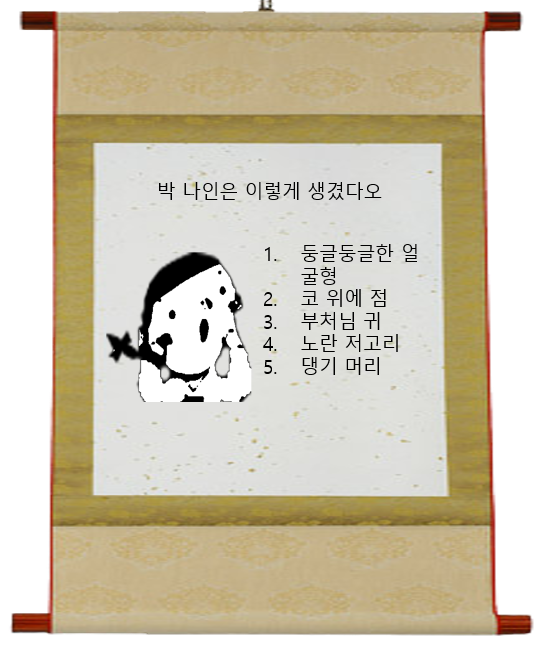 박 나인은 이렇게 생겼다오
1. 둥글둥글한 얼
굴형
2. 코 위에 점
3. 부처님 귀
4. 노란 저고리
5. 댕기 머리